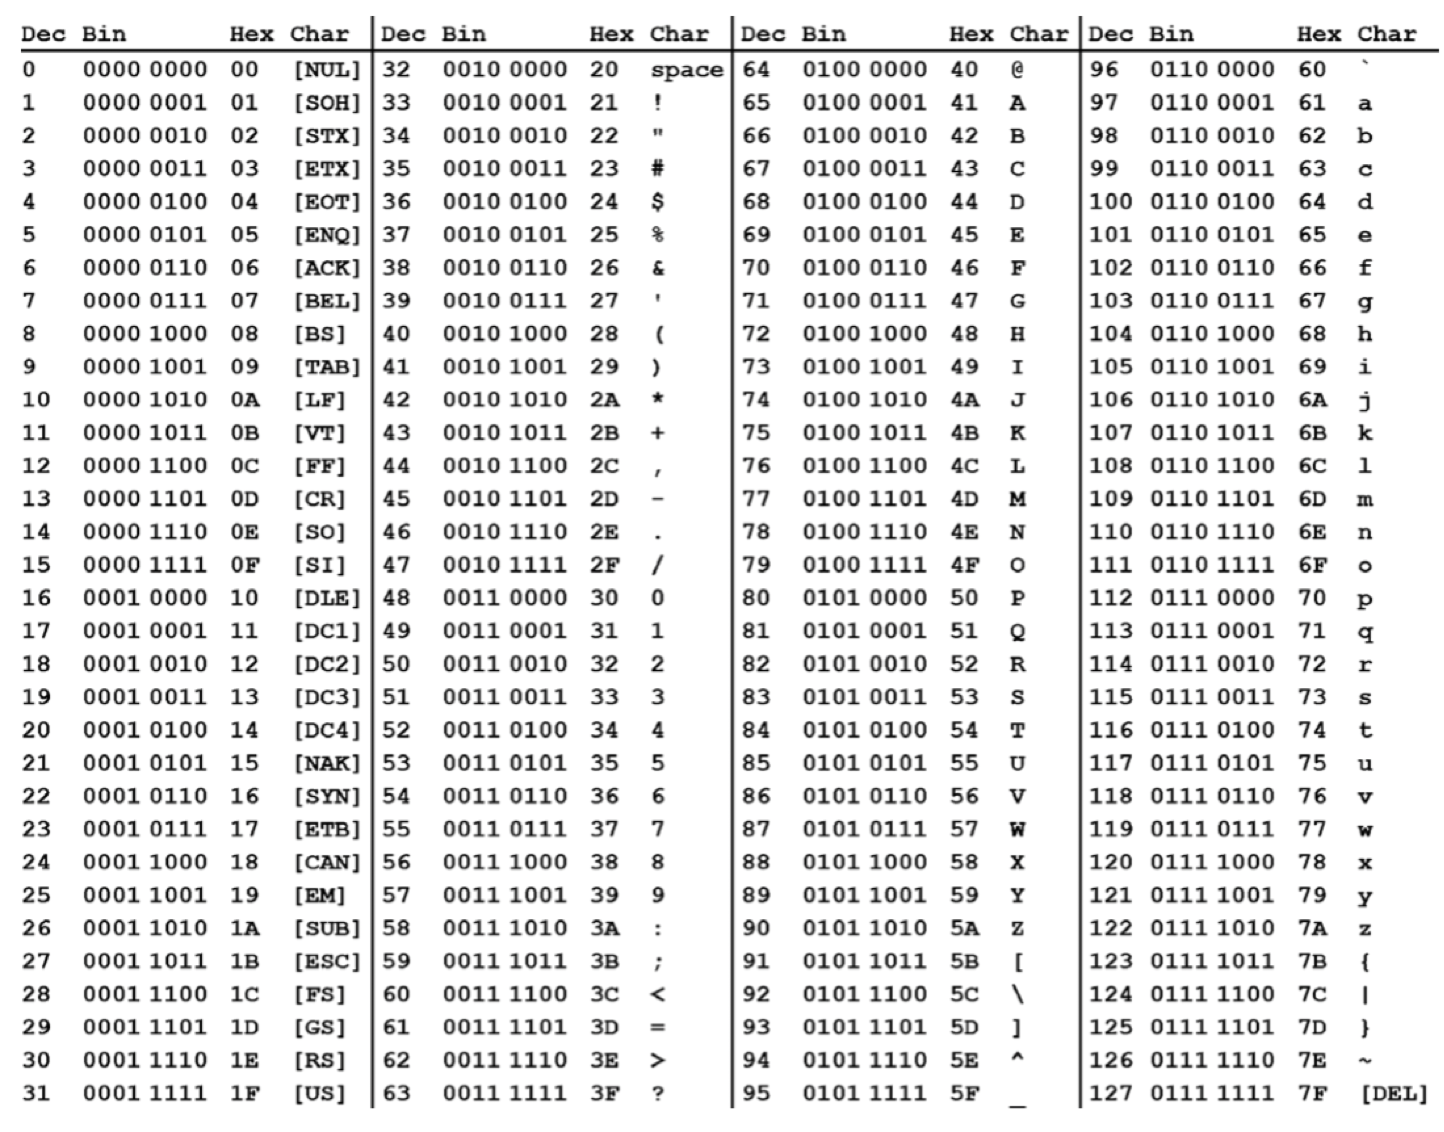 Dec Bin Hex Char Dec Bin Hex Char Dec Bin Hex Char Dec Bin Hex Char
0 0000 0000 00 [NUL] 32 0010 0000 20 space 64 0100 0000 40 @ 96 0110 0000 60 `
1 0000 0001 01 [SOH] 33 0010 0001 21 ! 65 0100 0001 41 A 97 0110 0001 61 a
2 0000 0010 02 [STX] 34 0010 0010 22 " 66 0100 0010 42 B 98 0110 0010 62 b
3 0000 0011 03 [ETX] 35 0010 0011 23 # 67 0100 0011 43 C 99 0110 0011 63 c
4 0000 0100 04 [EOT] 36 0010 0100 24 $ 68 0100 0100 44 D 100 0110 0100 64 d
5 0000 0101 05 [ENQ] 37 0010 0101 25 % 69 0100 0101 45 E 101 0110 0101 65 e
6 0000 0110 06 [ACK] 38 0010 0110 26 & 70 0100 0110 46 F 102 0110 0110 66 f
7 0000 0111 07 [BEL] 39 0010 0111 27 ' 71 0100 0111 47 G 103 0110 0111 67 g
8 0000 1000 08 [BS] 40 0010 1000 28 ( 72 0100 1000 48 H 104 0110 1000 68 h
9 0000 1001 09 [TAB] 41 0010 1001 29 ) 73 0100 1001 49 I 105 0110 1001 69 i
10 0000 1010 0A [LF] 42 0010 1010 2A * 74 0100 1010 4A J 106 0110 1010 6A j
11 0000 1011 0B [VT] 43 0010 1011 2B + 75 0100 1011 4B K 107 0110 1011 6B k
12 0000 1100 0C [FF] 44 0010 1100 2C , 76 0100 1100 4C L 108 0110 1100 6C l
13 0000 1101 0D [CR] 45 0010 1101 2D - 77 0100 1101 4D M 109 0110 1101 6D m
14 0000 1110 0E [SO] 46 0010 1110 2E . 78 0100 1110 4E N 110 0110 1110 6E n
15 0000 1111 0F [SI] 47 0010 1111 2F / 79 0100 1111 4F O 111 0110 1111 6F o
16 0001 0000 10 [DLE] 48 0011 0000 30 0 80 0101 0000 50 P 112 0111 0000 70 p
17 0001 0001 11 [DC1] 49 0011 0001 31 1 81 0101 0001 51 Q 113 0111 0001 71 q
18 0001 0010 12 [DC2] 50 0011 0010 32 2 82 0101 0010 52 R 114 0111 0010 72 r
19 0001 0011 13 [DC3] 51 0011 0011 33 3 83 0101 0011 53 S 115 0111 0011 73 s
20 0001 0100 14 [DC4] 52 0011 0100 34 4 84 0101 0100 54 T 116 0111 0100 74 t
21 0001 0101 15 [NAK] 53 0011 0101 35 5 85 0101 0101 55 U 117 0111 0101 75 u
22 0001 0110 16 [SYN] 54 0011 0110 36 6 86 0101 0110 56 V 118 0111 0110 76 v
23 0001 0111 17 [ETB] 55 0011 0111 37 7 87 0101 0111 57 W 119 0111 0111 77 w
24 0001 1000 18 [CAN] 56 0011 1000 38 8 88 0101 1000 58 X 120 0111 1000 78 x
25 0001 1001 19 [EM] 57 0011 1001 39 9 89 0101 1001 59 Y 121 0111 1001 79 y
26 0001 1010 1A [SUB] 58 0011 1010 3A : 90 0101 1010 5A Z 122 0111 1010 7A z
27 0001 1011 1B [ESC] 59 0011 1011 3B ; 91 0101 1011 5B [ 123 0111 1011 7B {
28 0001 1100 1C [FS] 60 0011 1100 3C < 92 0101 1100 5C \ 124 0111 1100 7C |
29 0001 1101 1D [GS] 61 0011 1101 3D = 93 0101 1101 5D ] 125 0111 1101 7D }
30 0001 1110 1E [RS] 62 0011 1110 3E > 94 0101 1110 5E ^ 126 0111 1110 7E ~
31 0001 1111 1F [US] 63 0011 1111 3F ? 95 0101 1111 5F _ 127 0111 1111 7F [DEL]